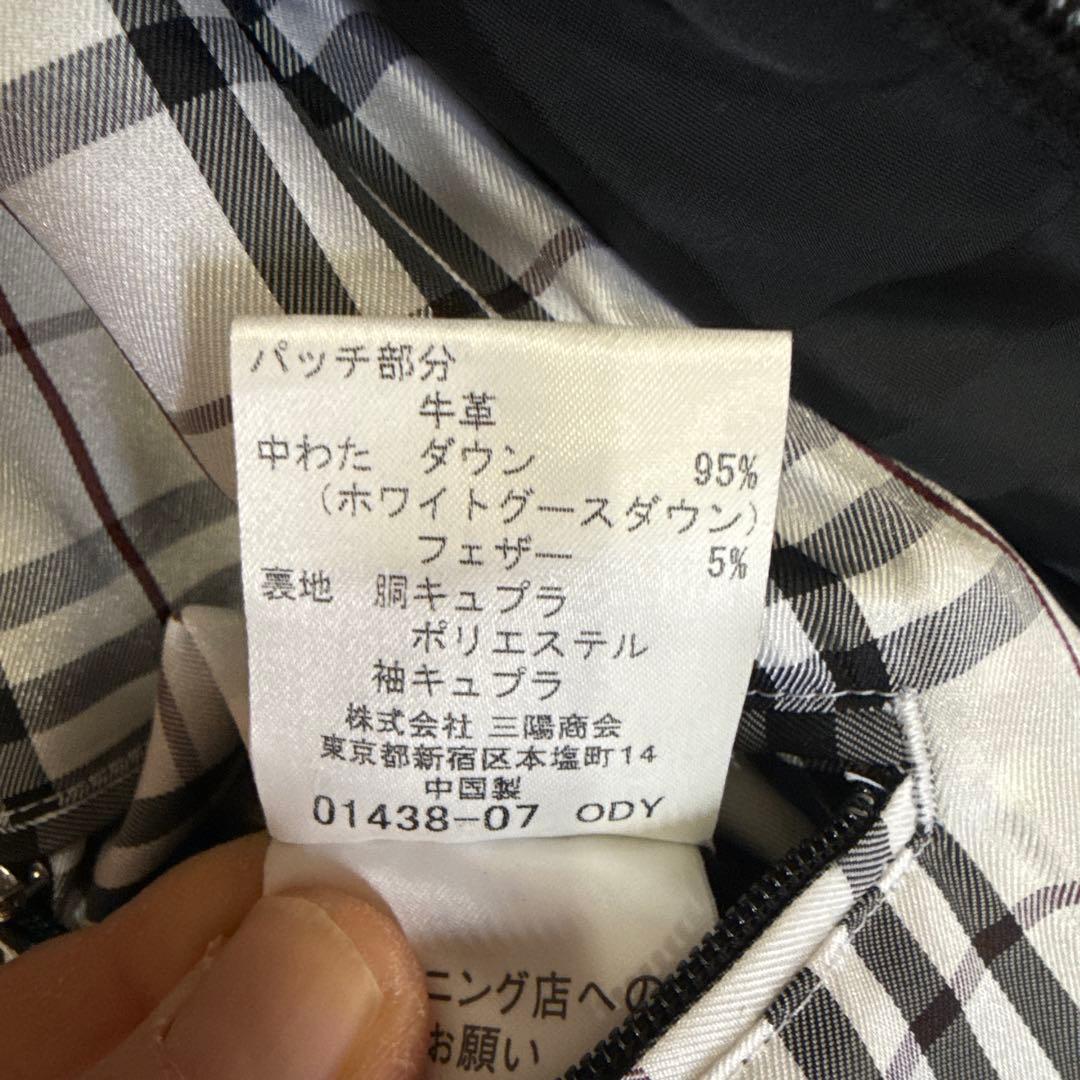 パッチ部分
牛革
中わた ダウン 95%
(ホワイトグースダウン)
フェザー 5%
裏地 胴キュプラ
ポリエステル
袖キュプラ
株式会社 三陽商会
東京都新宿区本塩町14
中国製
01438-07 ODY
ニング店への
お願い